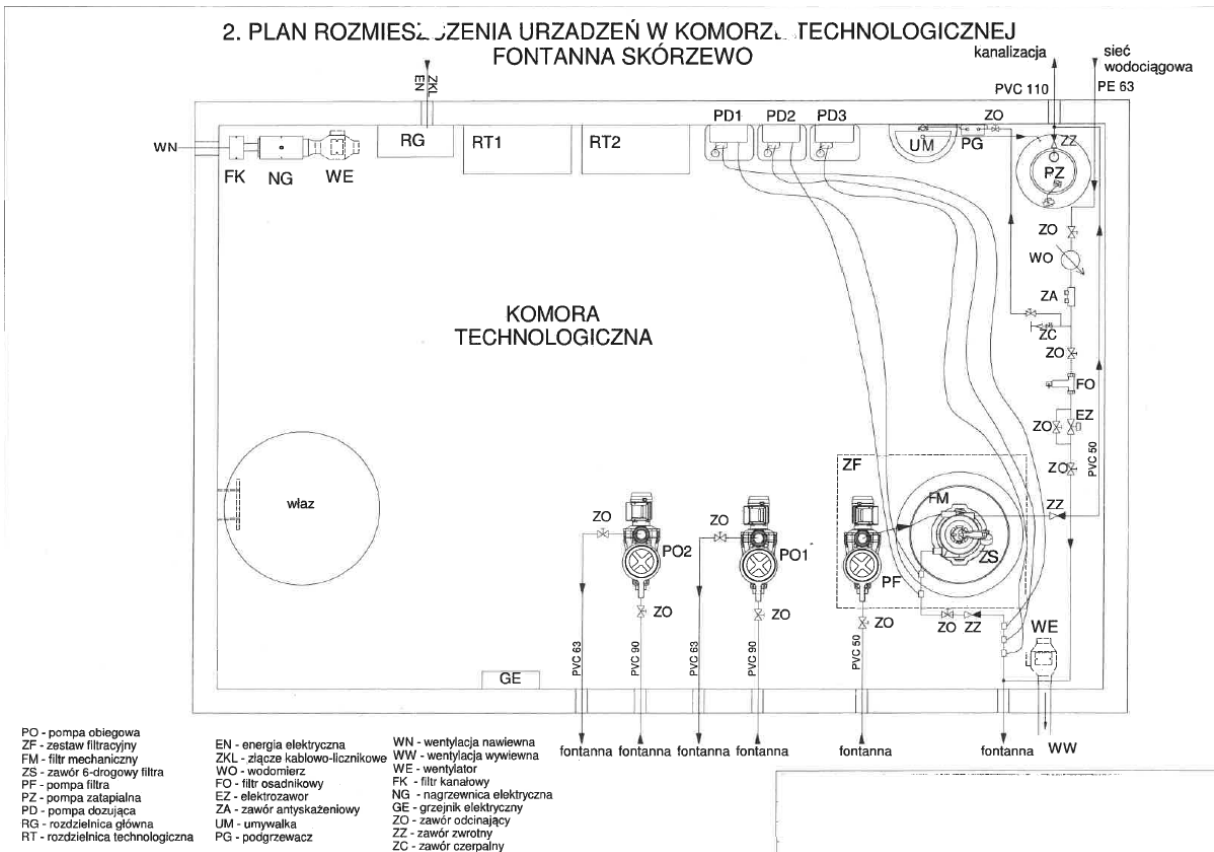 2. PLAN ROZMIESZCZENIA URZADZEŃ W KOMORZE TECHNOLOGICZNEJ
FONTANNA SKÓRZEWO
kanalizacja
sieć
wodociągowa
PVC 110
PE 63
EN
ZKL
WN
FK
NG
WE
RG
RT1
RT2
PD1
PD2
PD3
UM
PG
ZO
ZZ
PZ
ZO
WO
ZA
ZC
ZO
FO
EZ
ZO
PVC 50
ZO
ZZ
KOMORA
TECHNOLOGICZNA
właz
ZF
FM
ZS
PF
ZO
PO2
ZO
PO1
ZO
ZO
ZO
ZO
ZZ
WE
PVC 63
PVC 90
PVC 63
PVC 90
PVC 50
GE
fontanna
fontanna
fontanna
fontanna
fontanna
fontanna
WW
PO - pompa obiegowa
ZF - zestaw filtracyjny
FM - filtr mechaniczny
ZS - zawór 6-drogowy filtra
PF - pompa filtra
PZ - pompa zatapialna
PD - pompa dozująca
RG - rozdzielnica główna
RT - rozdzielnica technologiczna
EN - energia elektryczna
ZKL - złącze kablowo-licznikowe
WO - wodomierz
FO - filtr osadnikowy
EZ - elektrozawor
ZA - zawór antyskażeniowy
UM - umywalka
PG - podgrzewacz
WN - wentylacja nawiewna
WW - wentylacja wywiewna
WE - wentylator
FK - filtr kanałowy
NG - nagrzewnica elektryczna
GE - grzejnik elektryczny
ZO - zawór odcinający
ZZ - zawór zwrotny
ZC - zawór czerpalny